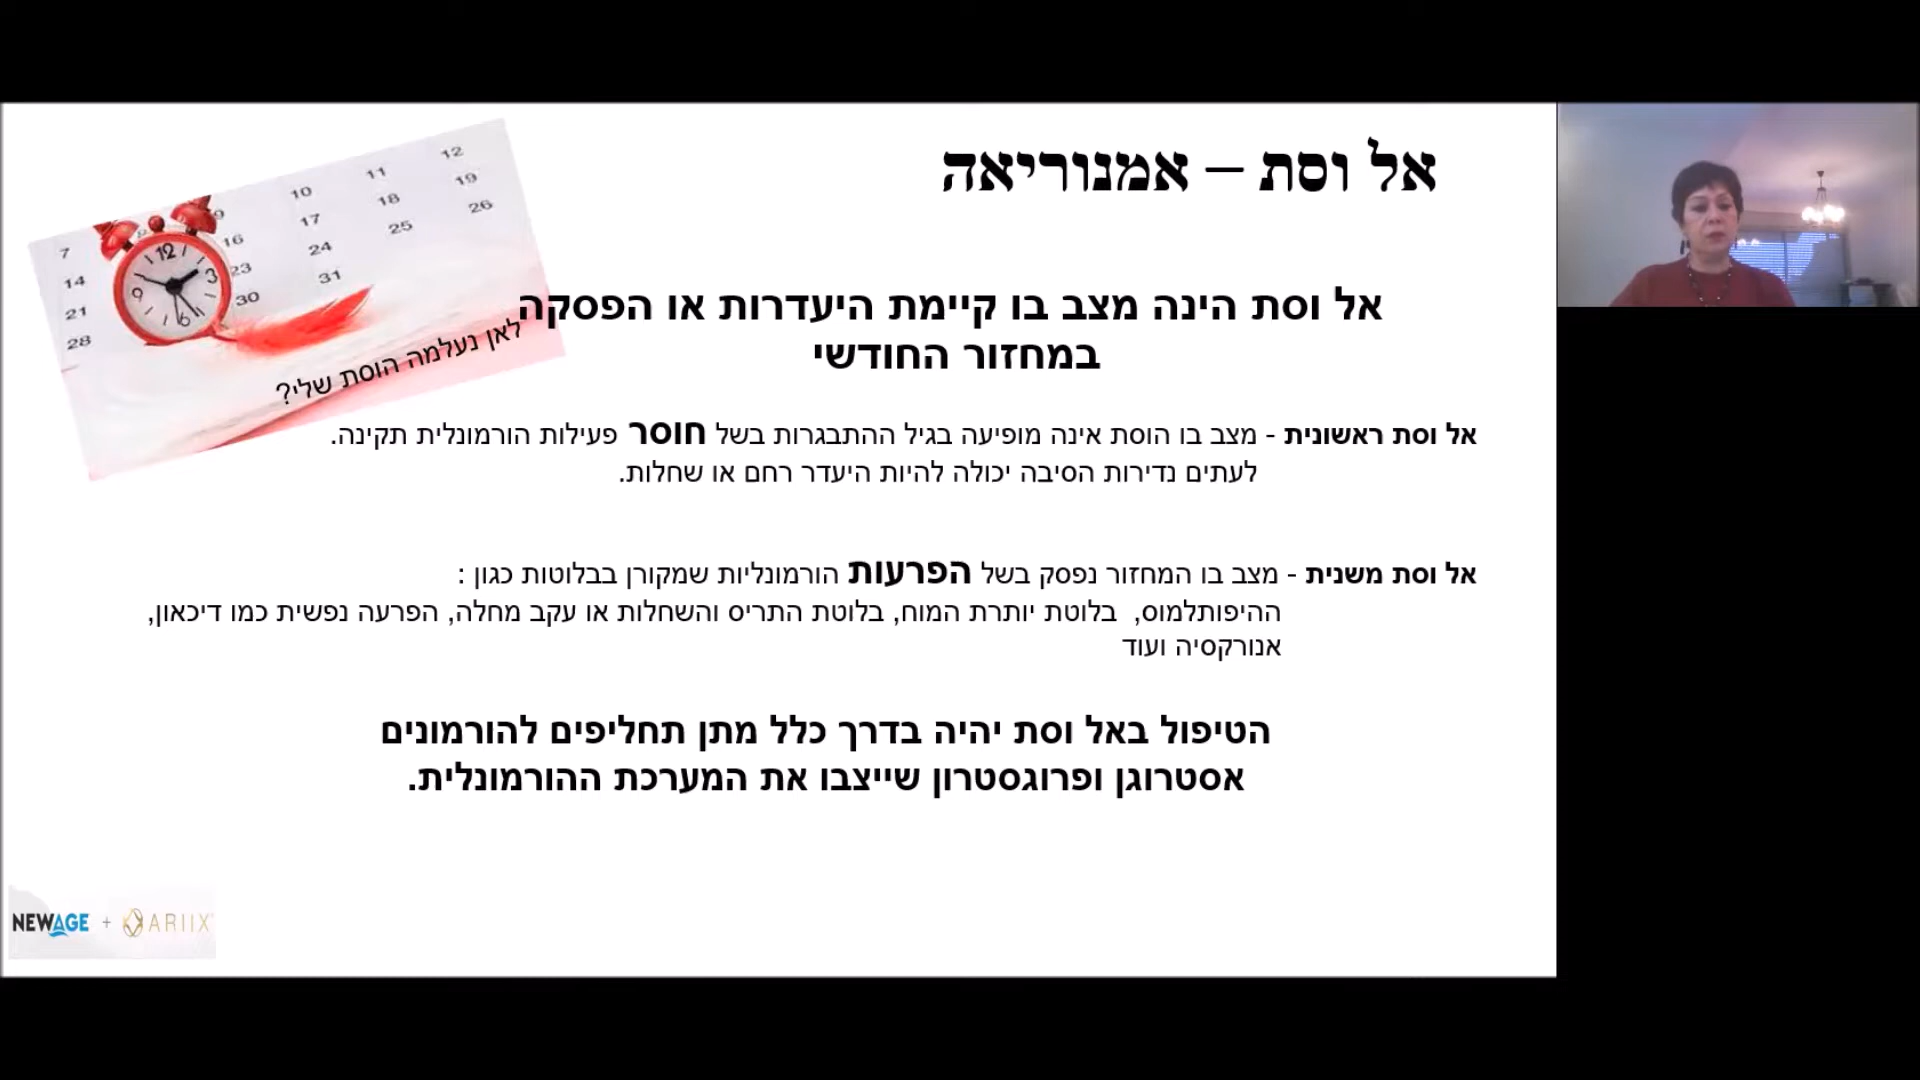 אל וסת – אמנוריאה
אל וסת הינה מצב בו קיימת היעדרות או הפסקה
במחזור החודשי
7 14 21 28
9 16 23 30
10 17 24 31
11 18 25
12 19 26
12 3 6 9
לאן נעלמה הוסת שלי?
אל וסת ראשונית - מצב בו הוסת אינה מופיעה בגיל ההתבגרות בשל חוסר פעילות הורמונלית תקינה.
לעתים נדירות הסיבה יכולה להיות היעדר רחם או שחלות.
אל וסת משנית - מצב בו המחזור נפסק בשל הפרעות הורמונליות שמקורן בבלוטות כגון :
ההיפותלמוס, בלוטת יותרת המוח, בלוטת התריס והשחלות או עקב מחלה, הפרעה נפשית כמו דיכאון,
אנורקסיה ועוד
הטיפול באל וסת יהיה בדרך כלל מתן תחליפים להורמונים
אסטרוגן ופרוגסטרון שייצבו את המערכת ההורמונלית.
NEWAGE + ARIIX